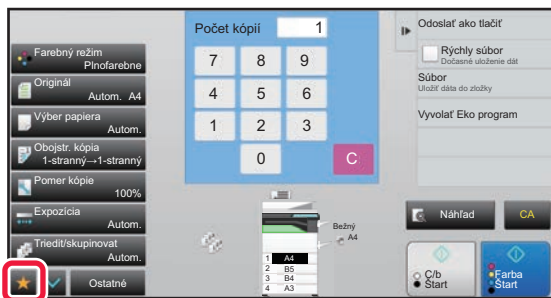 Farebný režim
Plnofarebne
Originál
Autom. A4
Výber papiera
Autom.
Obojstr. kópia
1-stranný→1-stranný
Pomer kópie
100%
Expozícia
Autom.
Triedit/skupinovat
Autom.
Ostatné
Počet kópií 1
7 8 9
4 5 6
1 2 3
0 C
Bežný
A4
1 A4
2 B5
3 B4
4 A3
Odoslať ako tlačiť
Rýchly súbor
Dočasné uloženie dát
Súbor
Uložiť dáta do zložky
Vyvolať Eko program
Náhľad CA
Č/b
Štart
Farba
Štart